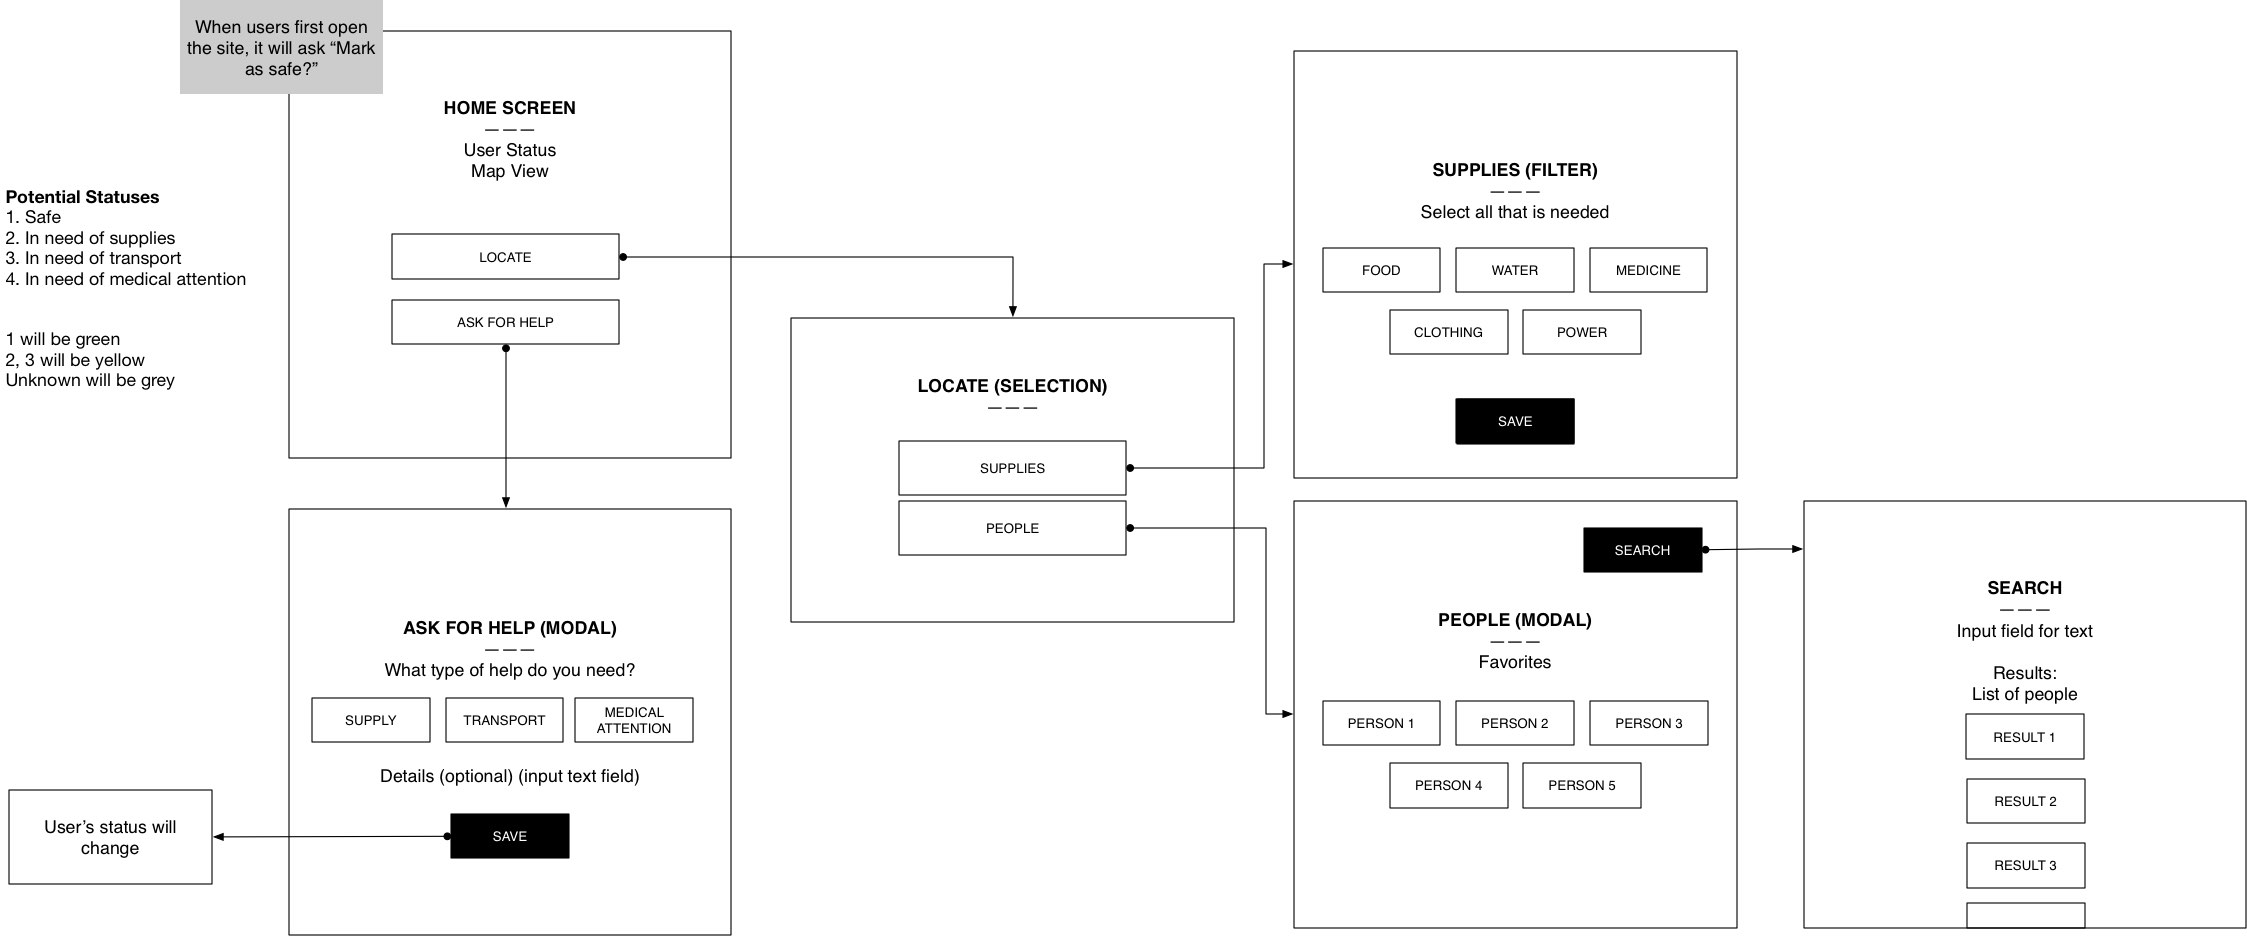 When users first open
the site, it will ask “Mark
as safe?”
HOME SCREEN
— — —
User Status
Map View
LOCATE
ASK FOR HELP
Potential Statuses
1. Safe
2. In need of supplies
3. In need of transport
4. In need of medical attention
1 will be green
2, 3 will be yellow
Unknown will be grey
ASK FOR HELP (MODAL)
— — —
What type of help do you need?
SUPPLY
TRANSPORT
MEDICAL
ATTENTION
Details (optional) (input text field)
SAVE
User’s status will
change
LOCATE (SELECTION)
— — —
SUPPLIES
PEOPLE
SUPPLIES (FILTER)
— — —
Select all that is needed
FOOD
WATER
MEDICINE
CLOTHING
POWER
SAVE
SEARCH
PEOPLE (MODAL)
— — —
Favorites
PERSON 1
PERSON 2
PERSON 3
PERSON 4
PERSON 5
SEARCH
— — —
Input field for text
Results:
List of people
RESULT 1
RESULT 2
RESULT 3